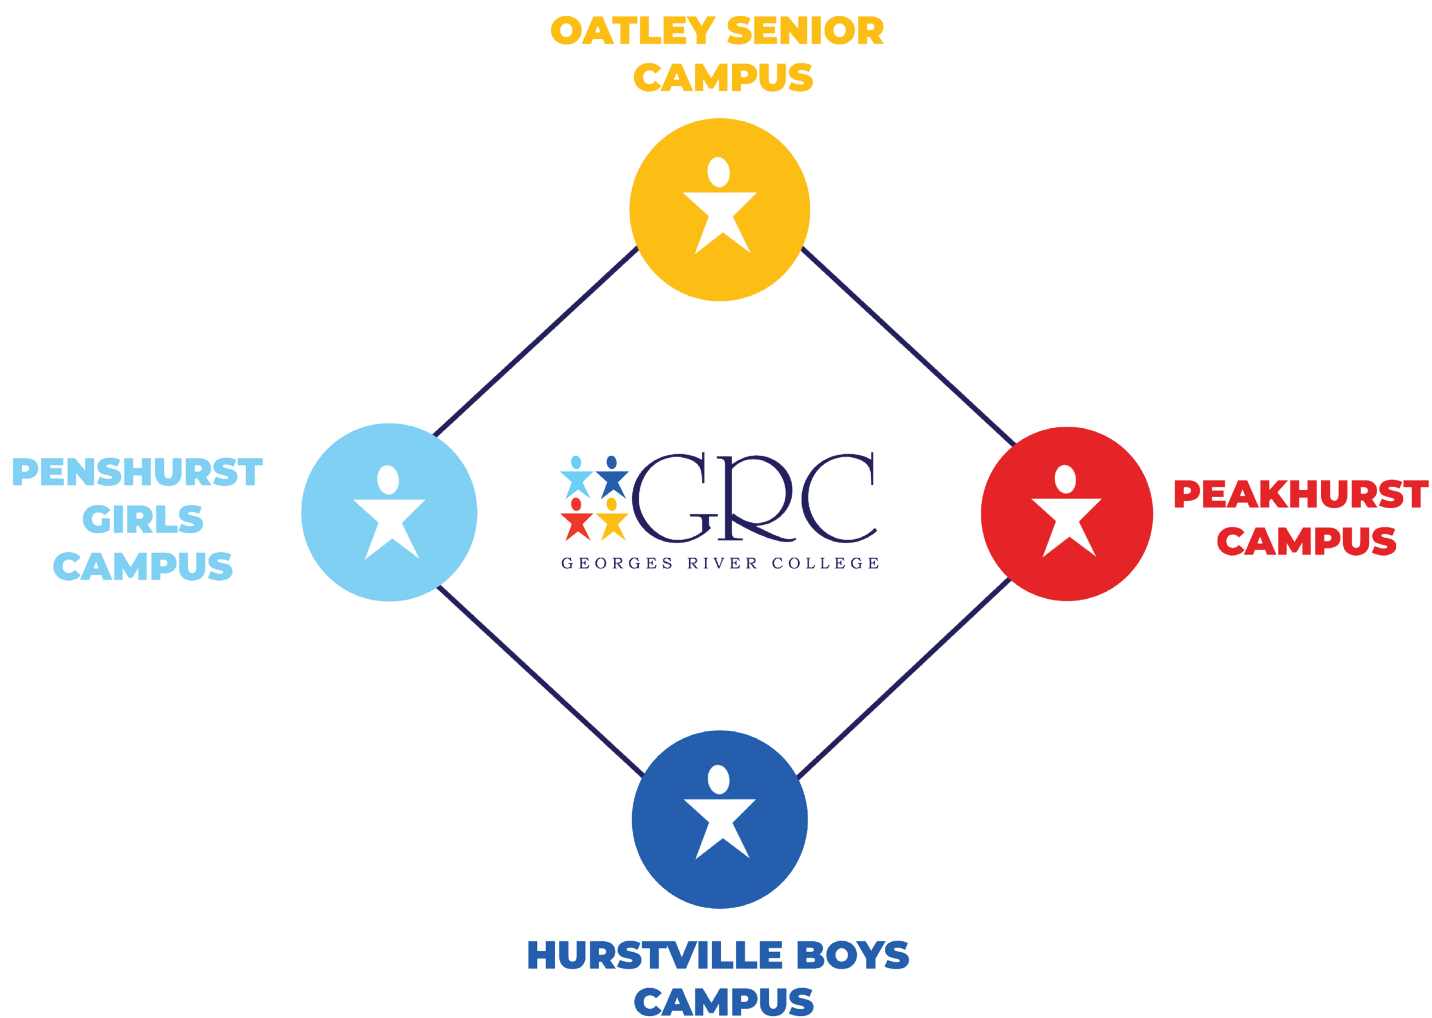 OATLEY SENIOR
CAMPUS
PENSHURST
GIRLS
CAMPUS
GRC
GEORGES RIVER COLLEGE
PEAKHURST
CAMPUS
HURSTVILLE BOYS
CAMPUS